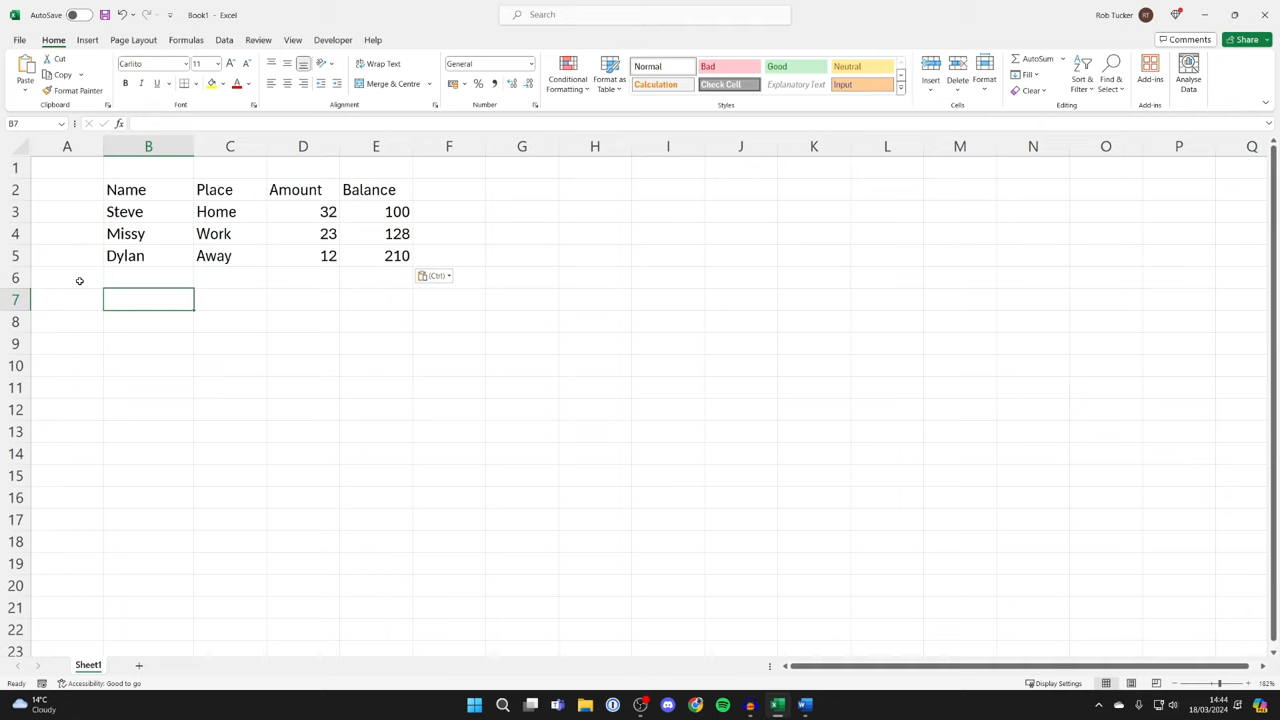 AutoSave Book1 - Excel Search Rob Tucker RT
File Home Insert Page Layout Formulas Data Review View Developer Help Comments Share
Paste Cut Copy Format Painter Clipboard
Carlito 11 A A B I U A Font
Wrap Text Merge & Centre Alignment
General % Number
Conditional Formatting Format as Table
Normal Bad Good Neutral
Calculation Check Cell Explanatory Text Input
Styles
Insert Delete Format Cells
AutoSum Fill Clear Sort & Filter Find & Select Editing
Add-ins Add-ins
Analyse Data
B7 fx
A B C D E F G H I J K L M N O P Q
1
2 Name Place Amount Balance
3 Steve Home 32 100
4 Missy Work 23 128
5 Dylan Away 12 210
6 (Ctrl)
7
8
9
10
11
12
13
14
15
16
17
18
19
20
21
22
23
Sheet1
Ready Accessibility: Good to go Display Settings 182%
14°C
Cloudy
14:44
18/03/2024